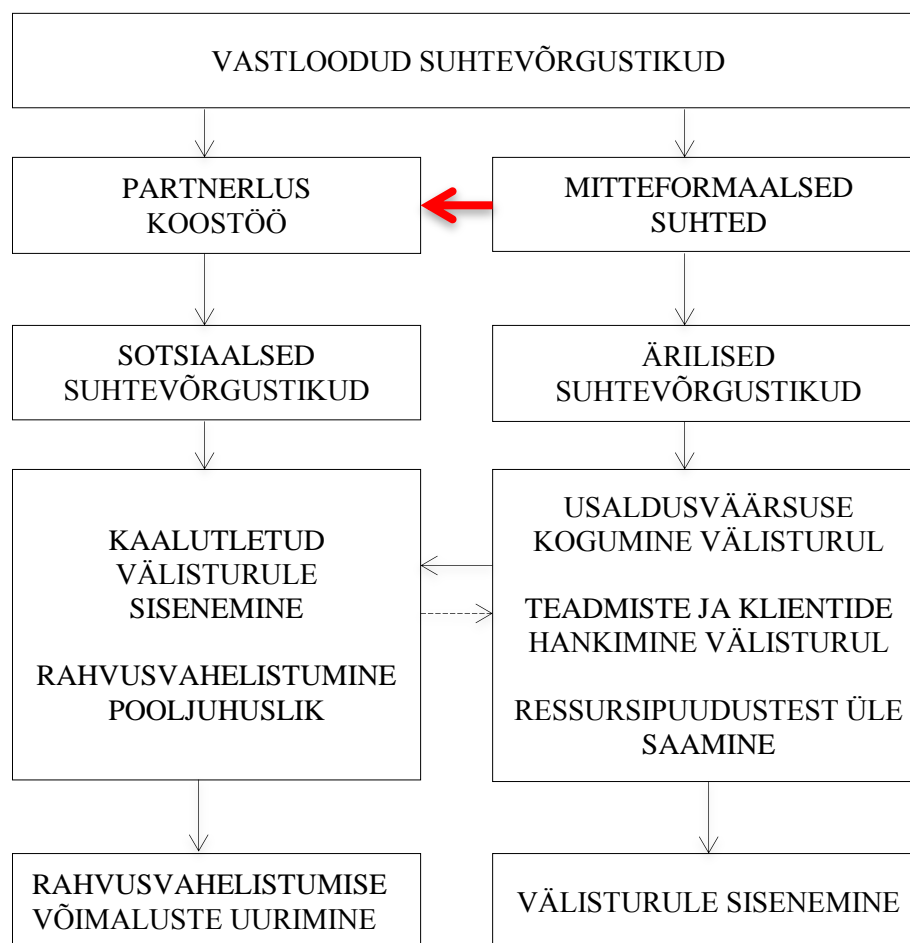 VASTLOODUD SUHTEVÕRGUSTIKUD
PARTNERLUS
KOOSTÖÖ
MITTEFORMAALSED
SUHTED
SOTSIAALSED
SUHTEVÕRGUSTIKUD
ÄRILISED
SUHTEVÕRGUSTIKUD
KAALUTLETUD
VÄLISTURULE
SISENEMINE
RAHVUSVAHELISTUMINE
POOLJUHUSLIK
USALDUSVÄÄRSUSE
KOGUMINE VÄLISTURUL
TEADMISTE JA KLIENTIDE
HANKIMINE VÄLISTURUL
RESSURSIPUUDUSTEST ÜLE
SAAMINE
RAHVUSVAHELISTUMISE
VÕIMALUSTE UURIMINE
VÄLISTURULE SISENEMINE